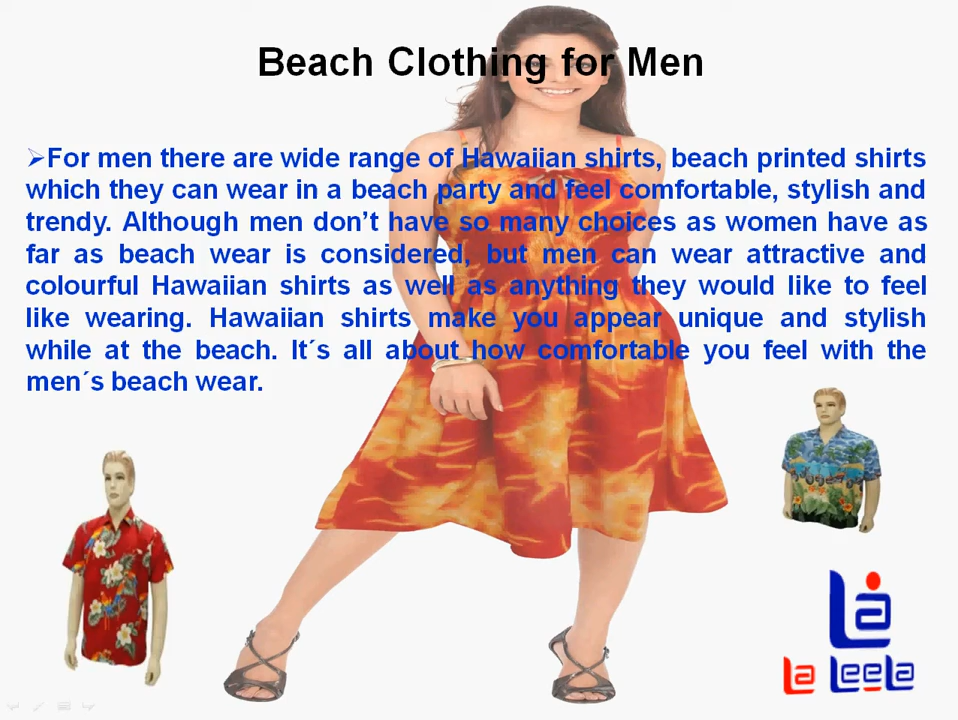 Beach Clothing for Men
➢For men there are wide range of Hawaiian shirts, beach printed shirts
which they can wear in a beach party and feel comfortable, stylish and
trendy. Although men don’t have so many choices as women have as
far as beach wear is considered, but men can wear attractive and
colourful Hawaiian shirts as well as anything they would like to feel
like wearing. Hawaiian shirts make you appear unique and stylish
while at the beach. It´s all about how comfortable you feel with the
men´s beach wear.
La
La Leela